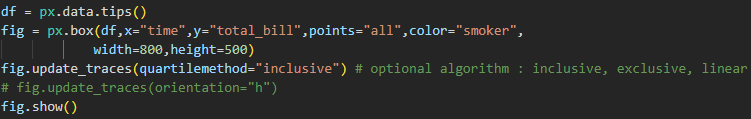 df = px.data.tips()
fig = px.box(df,x="time",y="total_bill",points="all",color="smoker",
width=800,height=500)
fig.update_traces(quartilemethod="inclusive") # optional algorithm : inclusive, exclusive, linear
# fig.update_traces(orientation="h")
fig.show()